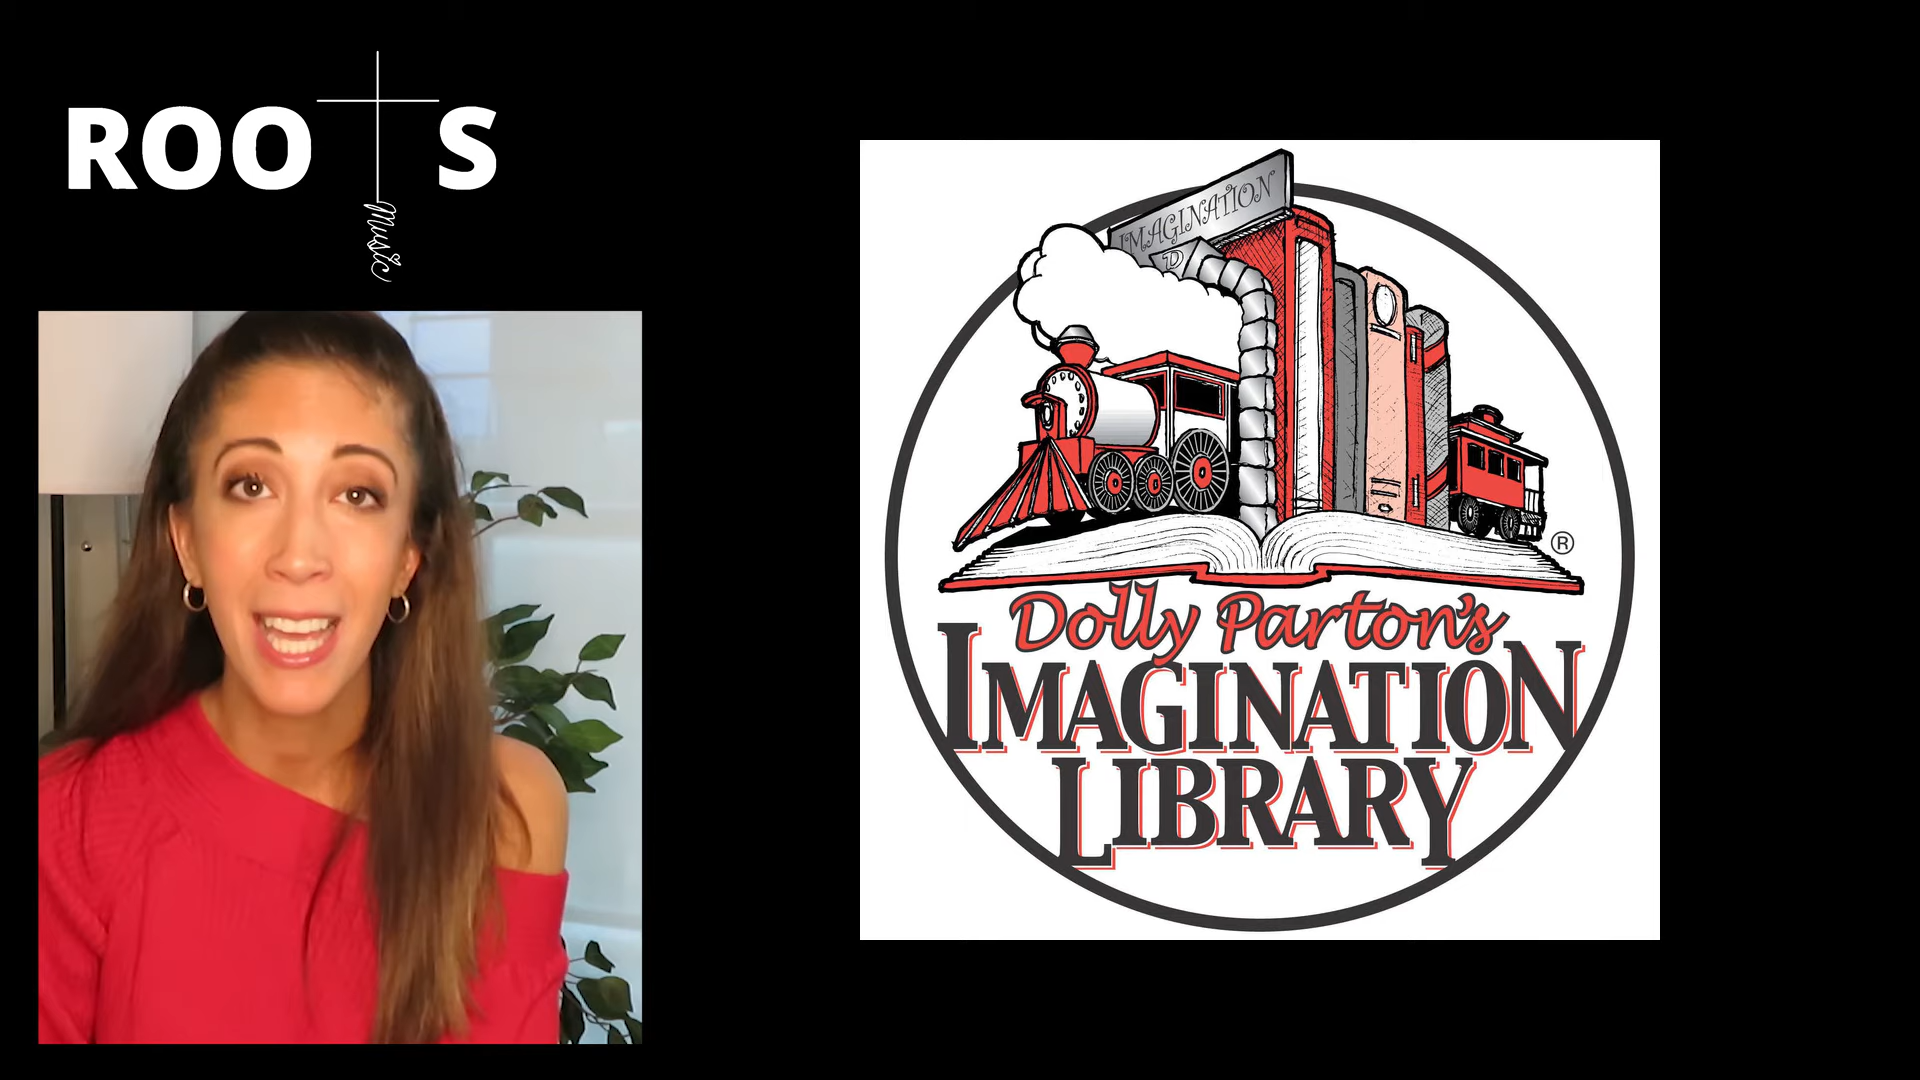 ROOTS
Music
IMAGINATION
D
Dolly Parton's
IMAGINATION
LIBRARY
®